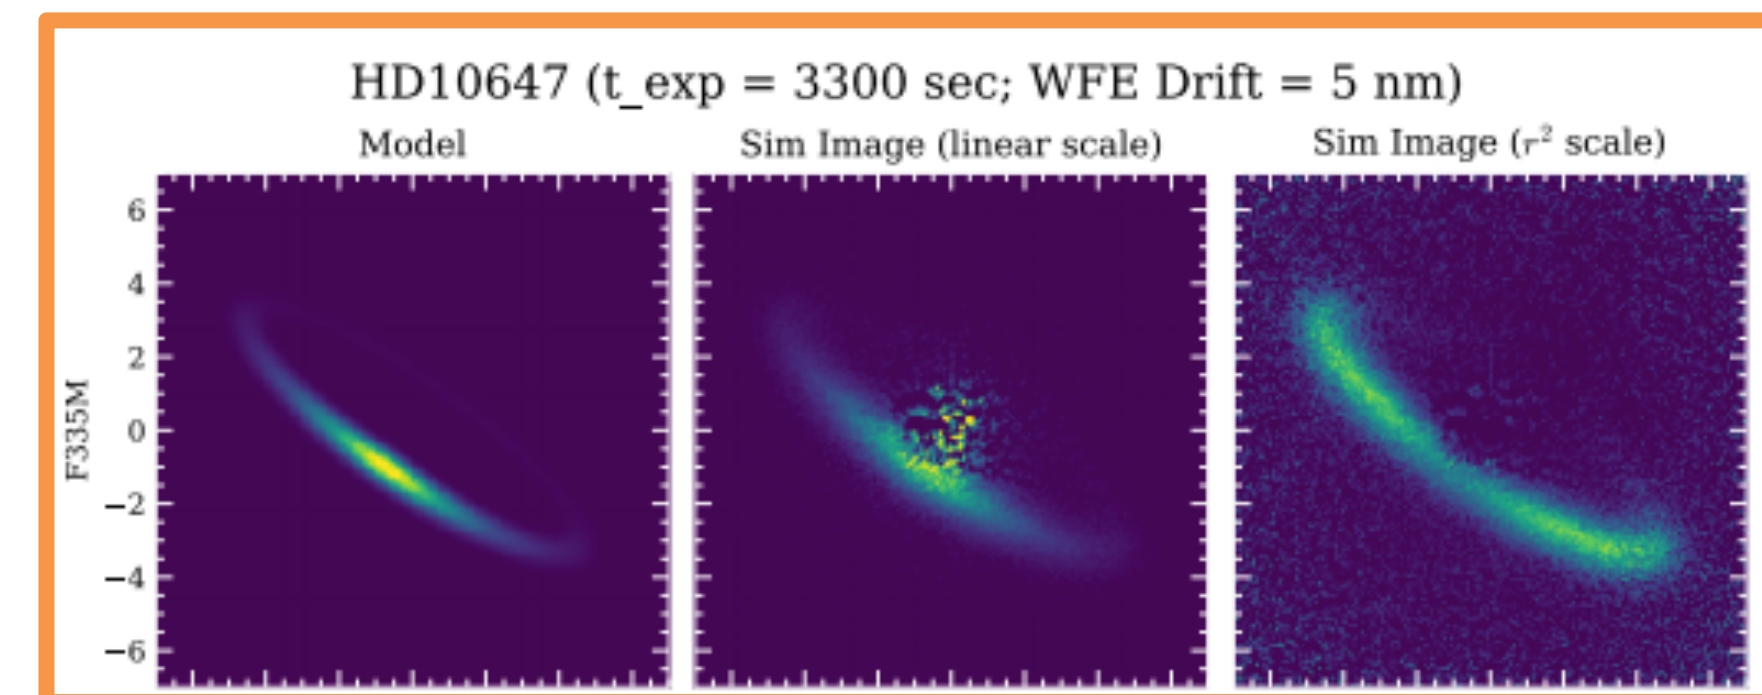 HD10647 (t_exp = 3300 sec; WFE Drift = 5 nm)
Model
Sim Image (linear scale)
Sim Image (r² scale)
F335M
6
4
2
0
−2
−4
−6